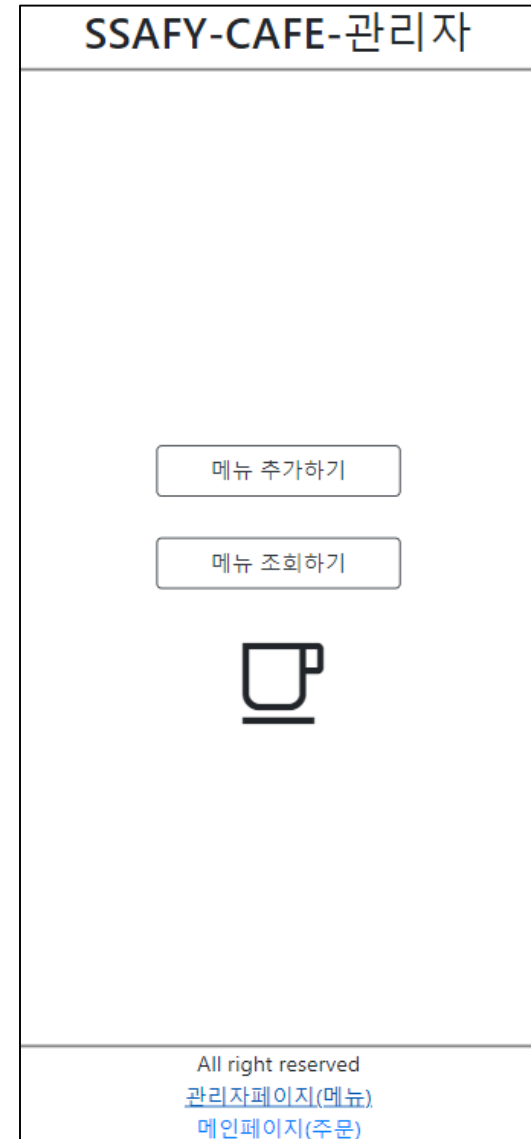 SSAFY-CAFE-관리자
메뉴 추가하기
메뉴 조회하기
All right reserved
관리자페이지(메뉴)
메인페이지(주문)